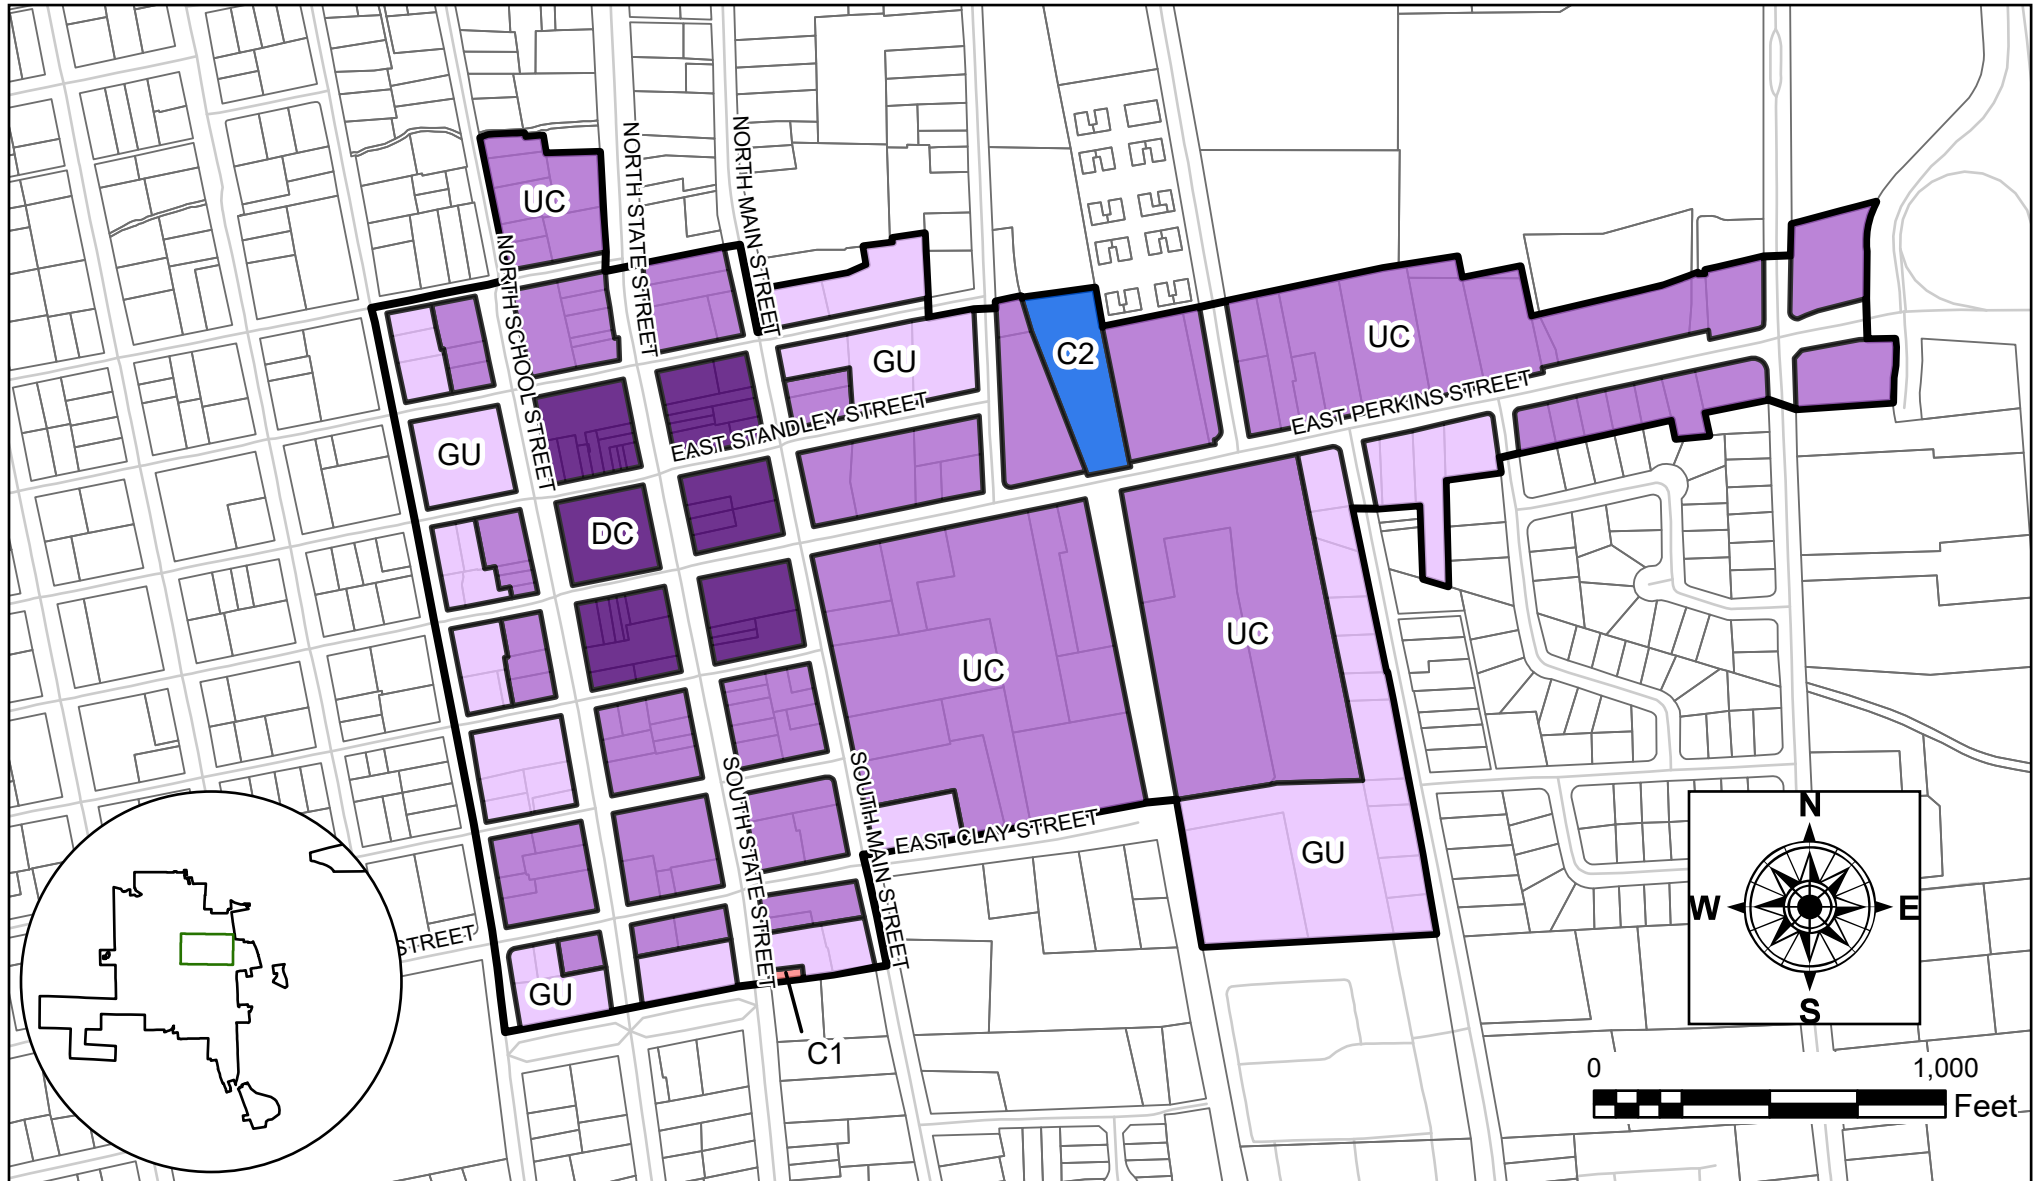 NORTH STATE STREET
NORTH MAIN STREET
UC
NORTH SCHOOL STREET
UC
C2
GU
EAST PERKINS STREET
EAST STANDLEY STREET
GU
DC
UC
UC
SOUTH STATE STREET
SOUTH MAIN STREET
EAST CLAY STREET
GU
N
W
E
S
STREET
GU
C1
0 1,000
Feet